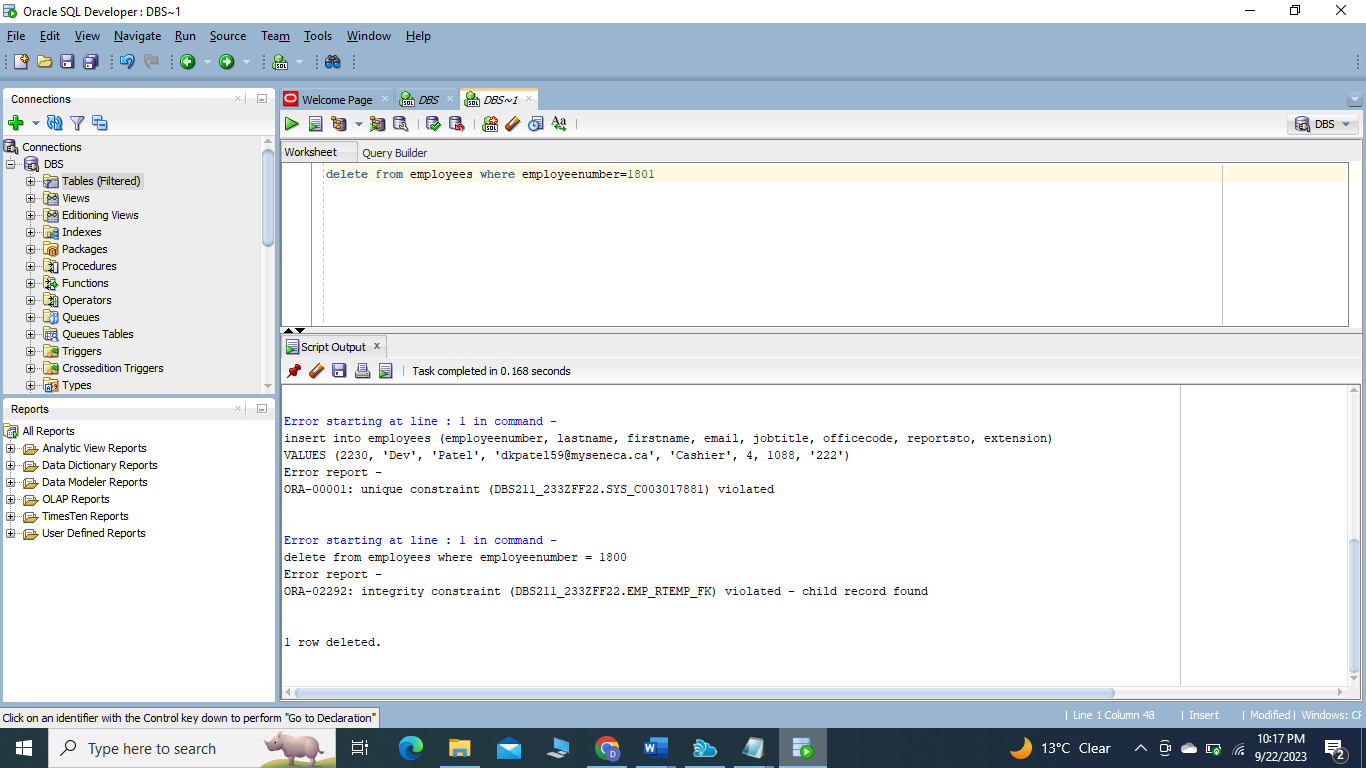 Oracle SQL Developer : DBS~1
File Edit View Navigate Run Source Team Tools Window Help
Connections
Connections
DBS
Tables (Filtered)
Views
Editioning Views
Indexes
Packages
Procedures
Functions
Operators
Queues
Queues Tables
Triggers
Crossedition Triggers
Types
Reports
All Reports
Analytic View Reports
Data Dictionary Reports
Data Modeler Reports
OLAP Reports
TimesTen Reports
User Defined Reports
Welcome Page DBS DBS~1
DBS
Worksheet Query Builder
delete from employees where employeenumber=1801
Script Output
Task completed in 0.168 seconds
Error starting at line : 1 in command -
insert into employees (employeenumber, lastname, firstname, email, jobtitle, officecode, reportsto, extension)
VALUES (2230, 'Dev', 'Patel', 'dkpatel59@myseneca.ca', 'Cashier', 4, 1088, '222')
Error report -
ORA-00001: unique constraint (DBS211_233ZFF22.SYS_C003017881) violated
Error starting at line : 1 in command -
delete from employees where employeenumber = 1800
Error report -
ORA-02292: integrity constraint (DBS211_233ZFF22.EMP_RTEMP_FK) violated - child record found
1 row deleted.
Click on an identifier with the Control key down to perform "Go to Declaration"
Line 1 Column 48 Insert Modified Windows: CF
Type here to search
13°C Clear
10:17 PM
9/22/2023
2